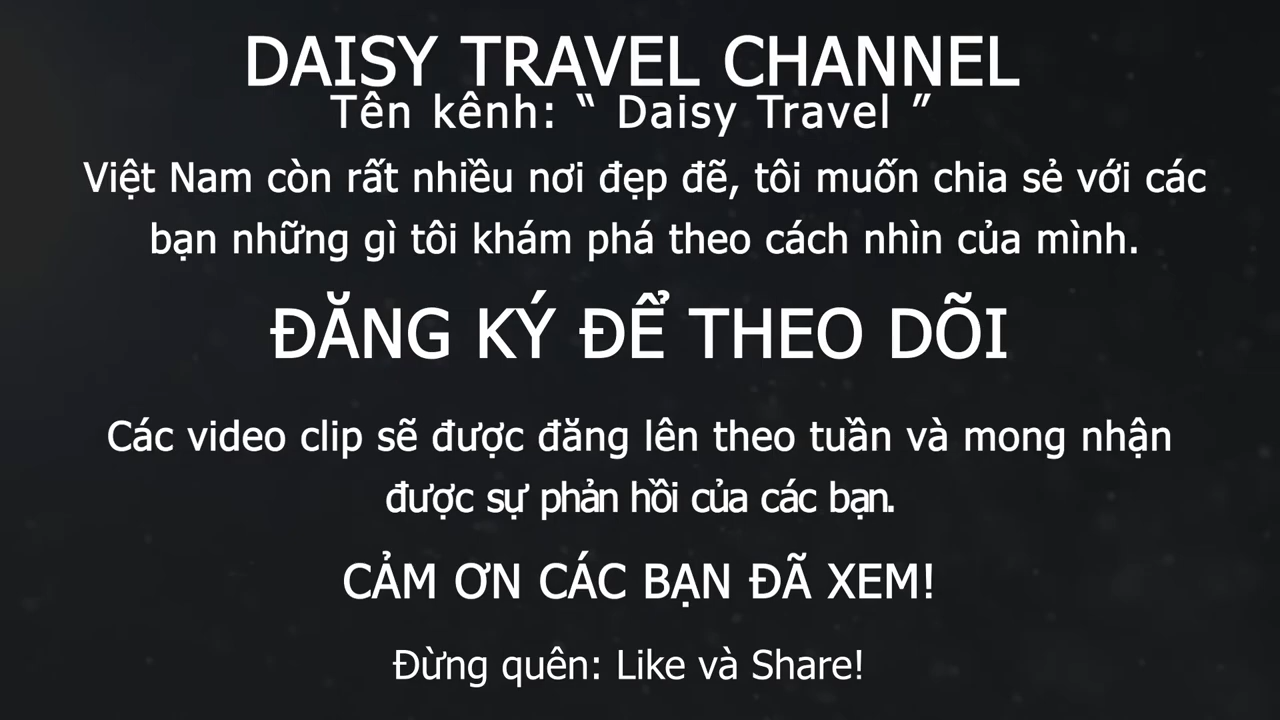 DAISY TRAVEL CHANNEL
Tên kênh: “ Daisy Travel ”
Việt Nam còn rất nhiều nơi đẹp đẽ, tôi muốn chia sẻ với các
bạn những gì tôi khám phá theo cách nhìn của mình.
ĐĂNG KÝ ĐỂ THEO DÕI
Các video clip sẽ được đăng lên theo tuần và mong nhận
được sự phản hồi của các bạn.
CẢM ƠN CÁC BẠN ĐÃ XEM!
Đừng quên: Like và Share!